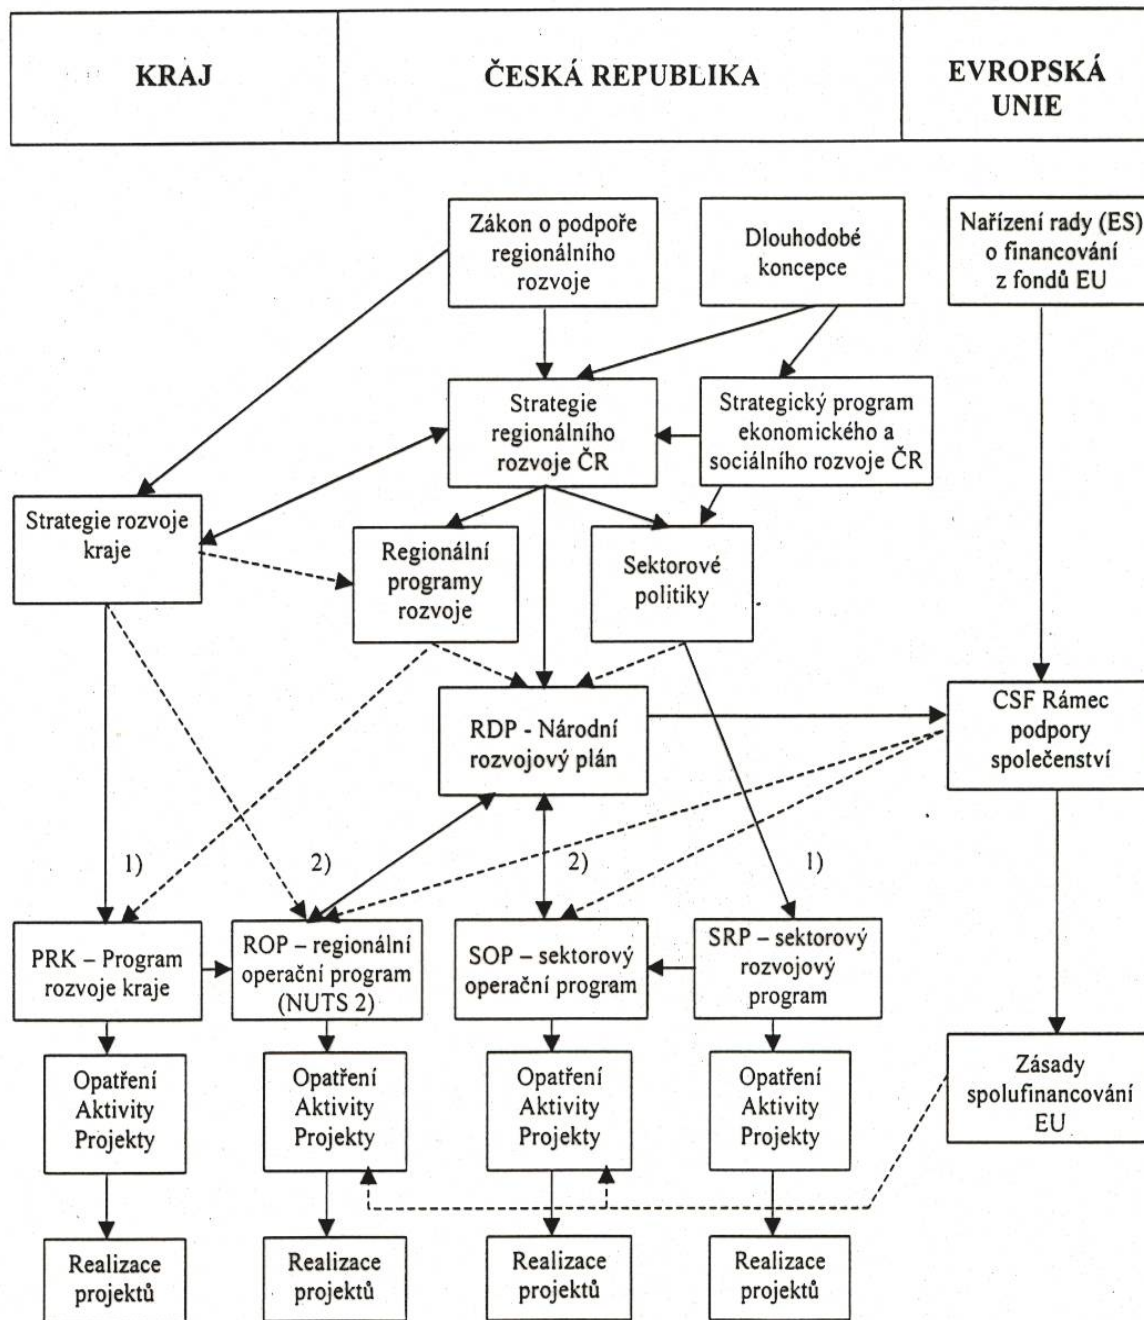 KRAJ
ČESKÁ REPUBLIKA
EVROPSKÁ
UNIE
Zákon o podpoře
regionálního
rozvoje
Dlouhodobé
koncepce
Nařízení rady (ES)
o financování
z fondů EU
Strategie
regionálního
rozvoje ČR
Strategický program
ekonomického a
sociálního rozvoje ČR
Strategie rozvoje
kraje
Regionální
programy
rozvoje
Sektorové
politiky
RDP - Národní
rozvojový plán
CSF Rámec
podpory
společenství
1)
2)
2)
1)
PRK – Program
rozvoje kraje
ROP – regionální
operační program
(NUTS 2)
SOP – sektorový
operační program
SRP – sektorový
rozvojový
program
Opatření
Aktivity
Projekty
Opatření
Aktivity
Projekty
Opatření
Aktivity
Projekty
Opatření
Aktivity
Projekty
Zásady
spolufinancování
EU
Realizace
projektů
Realizace
projektů
Realizace
projektů
Realizace
projektů